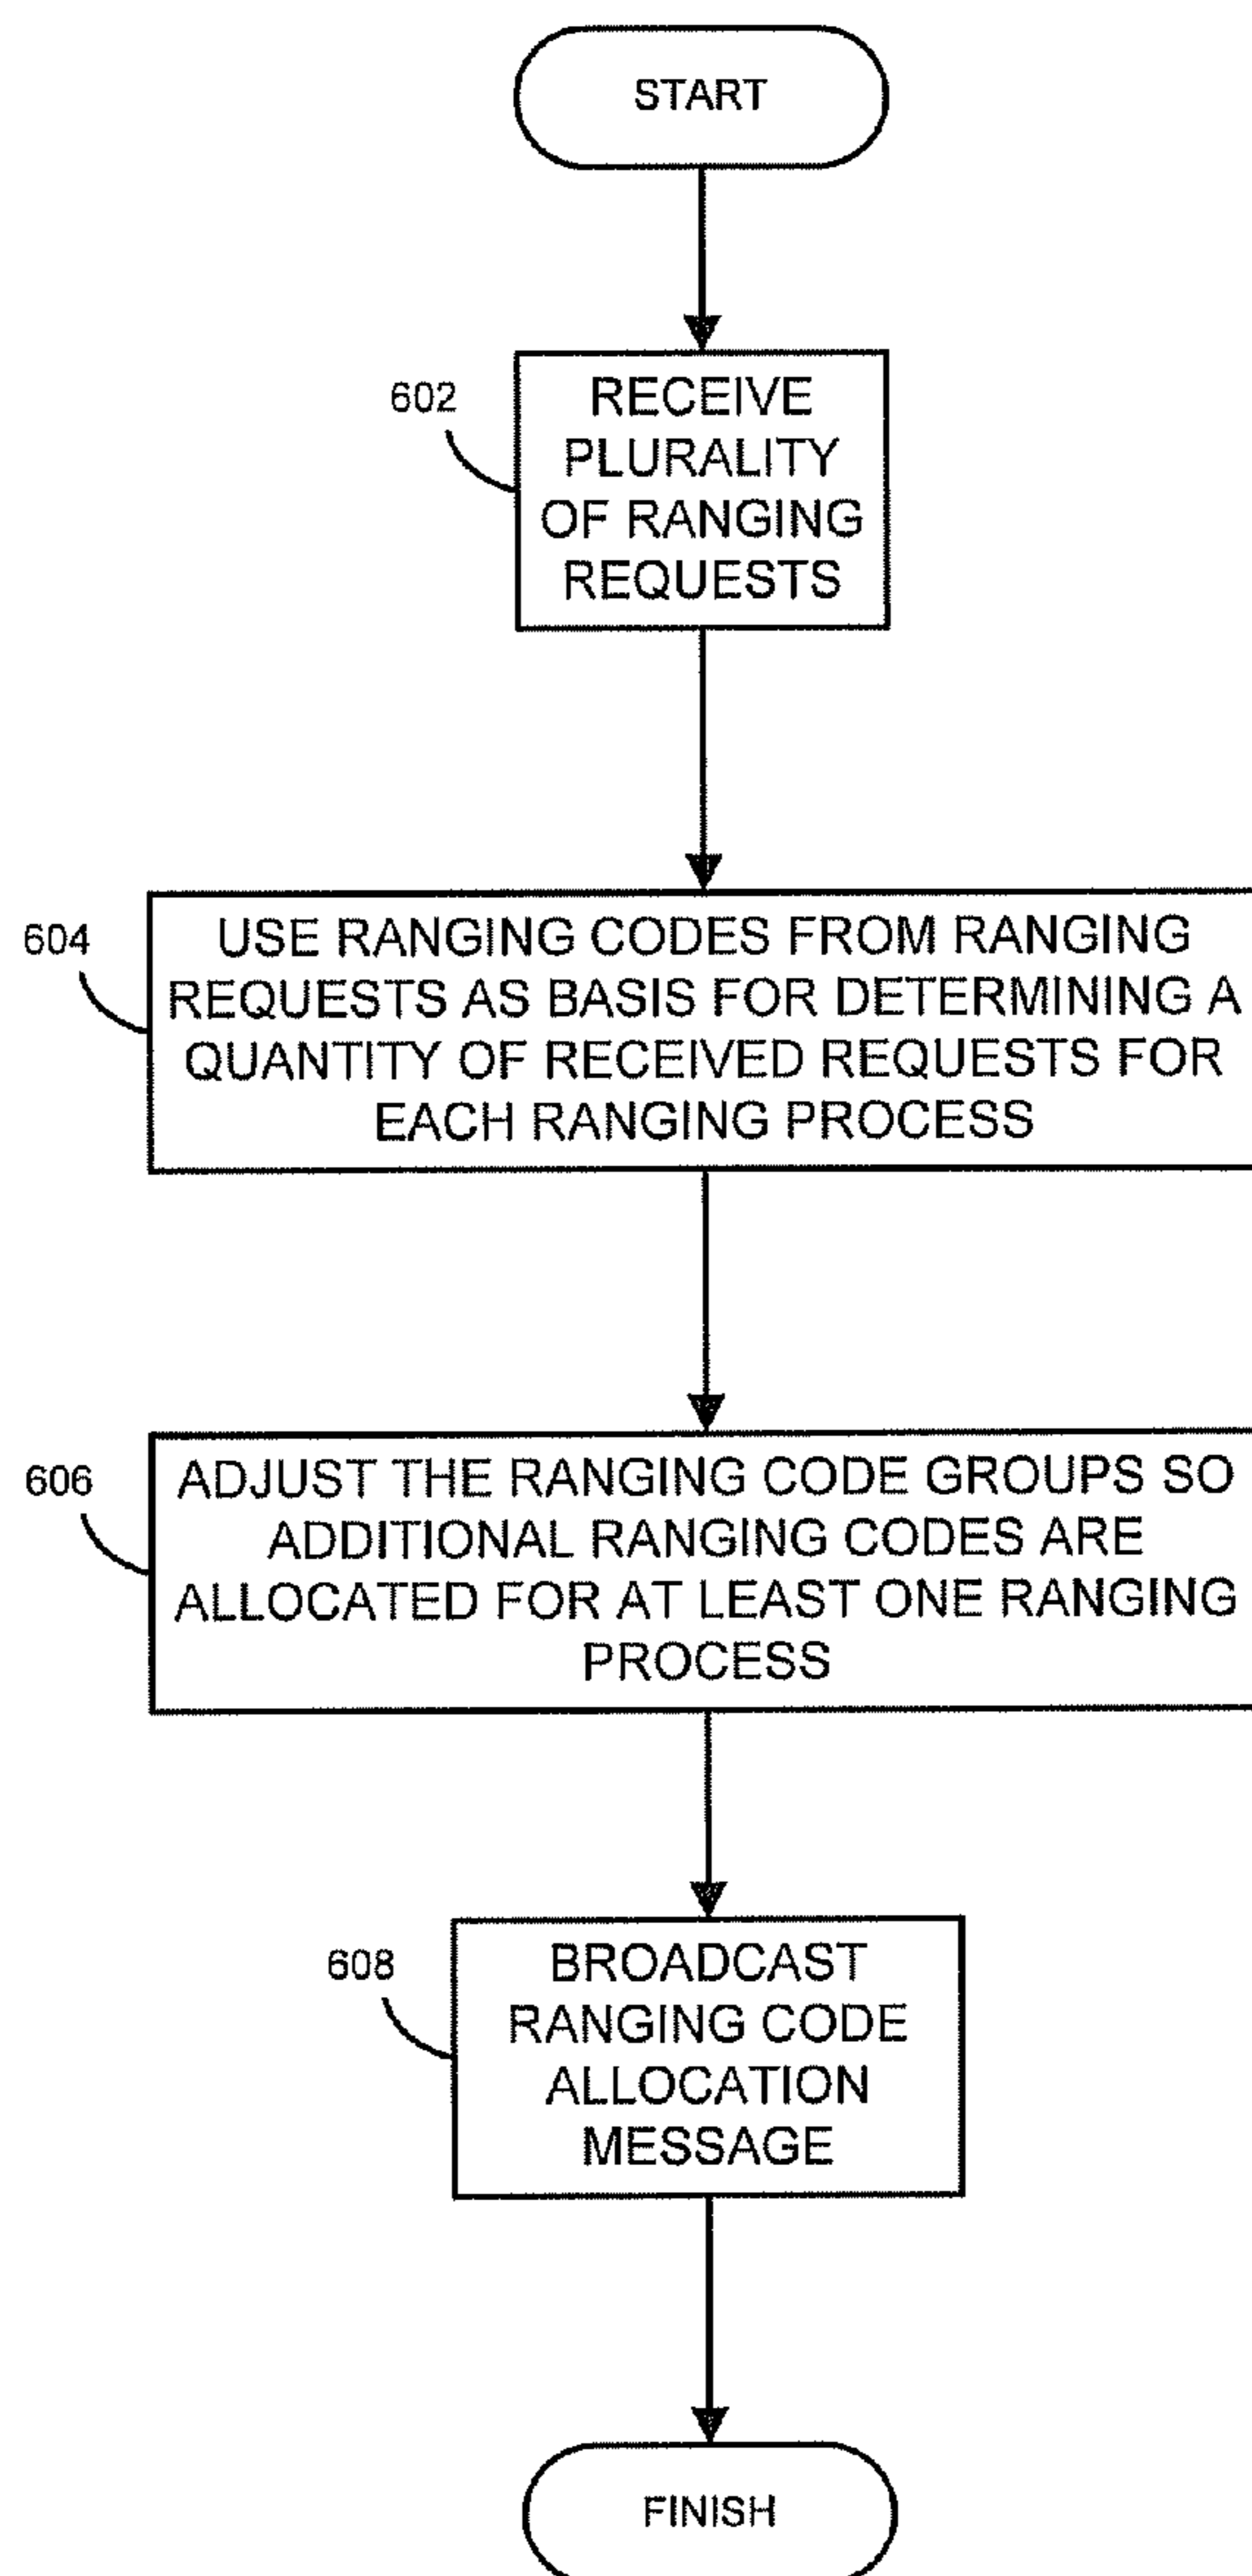 START
602
RECEIVE
PLURALITY
OF RANGING
REQUESTS
604
USE RANGING CODES FROM RANGING
REQUESTS AS BASIS FOR DETERMINING A
QUANTITY OF RECEIVED REQUESTS FOR
EACH RANGING PROCESS
606
ADJUST THE RANGING CODE GROUPS SO
ADDITIONAL RANGING CODES ARE
ALLOCATED FOR AT LEAST ONE RANGING
PROCESS
608
BROADCAST
RANGING CODE
ALLOCATION
MESSAGE
FINISH